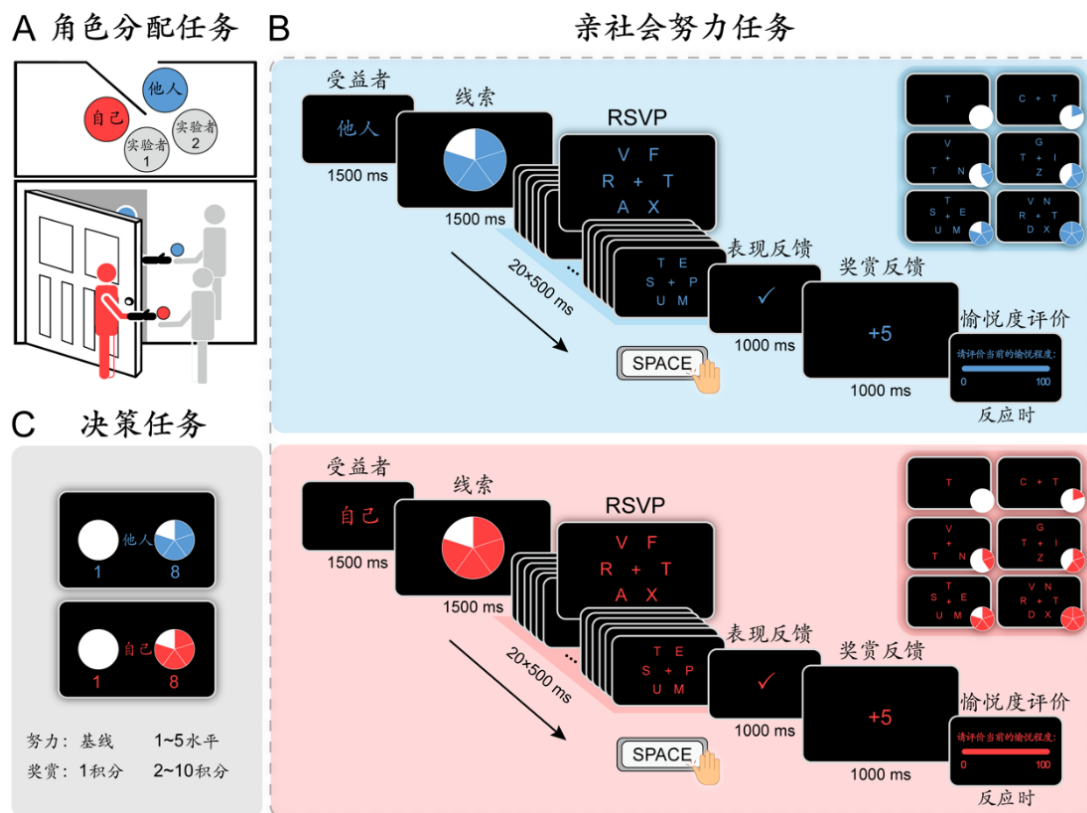 A 角色分配任务
他人
自己
实验者
1
实验者
2
B 亲社会努力任务
受益者
他人
1500 ms
线索
1500 ms
RSVP
V F
R + T
A X
...
T E
S + P
U M
20×500 ms
SPACE
表现反馈
✓
1000 ms
奖赏反馈
+5
1000 ms
愉悦度评价
请评价当前的愉悦程度:
0 100
反应时
T
C + T
V
+
T N
G
T + I
Z
T
S + E
U M
V N
R + T
D X
受益者
自己
1500 ms
线索
1500 ms
RSVP
V F
R + T
A X
...
T E
S + P
U M
20×500 ms
SPACE
表现反馈
✓
1000 ms
奖赏反馈
+5
1000 ms
愉悦度评价
请评价当前的愉悦程度:
0 100
反应时
T
C + T
V
+
T N
G
T + I
Z
T
S + E
U M
V N
R + T
D X
C 决策任务
他人
1 8
自己
1 8
努力: 基线 1~5水平
奖赏: 1积分 2~10积分